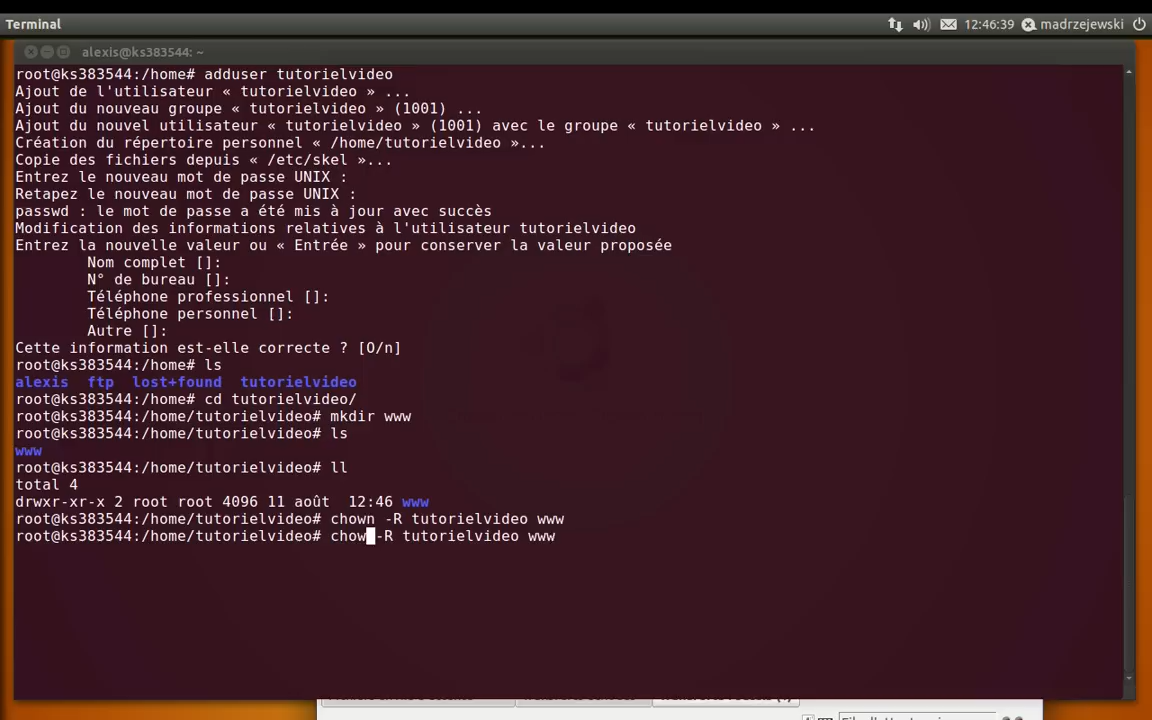 Terminal
12:46:39 madrzejewski
alexis@ks383544: ~
root@ks383544:/home# adduser tutorielvideo
Ajout de l'utilisateur « tutorielvideo » ...
Ajout du nouveau groupe « tutorielvideo » (1001) ...
Ajout du nouvel utilisateur « tutorielvideo » (1001) avec le groupe « tutorielvideo » ...
Création du répertoire personnel « /home/tutorielvideo »...
Copie des fichiers depuis « /etc/skel »...
Entrez le nouveau mot de passe UNIX :
Retapez le nouveau mot de passe UNIX :
passwd : le mot de passe a été mis à jour avec succès
Modification des informations relatives à l'utilisateur tutorielvideo
Entrez la nouvelle valeur ou « Entrée » pour conserver la valeur proposée
Nom complet []:
N° de bureau []:
Téléphone professionnel []:
Téléphone personnel []:
Autre []:
Cette information est-elle correcte ? [O/n]
root@ks383544:/home# ls
alexis ftp lost+found tutorielvideo
root@ks383544:/home# cd tutorielvideo/
root@ks383544:/home/tutorielvideo# mkdir www
root@ks383544:/home/tutorielvideo# ls
www
root@ks383544:/home/tutorielvideo# ll
total 4
drwxr-xr-x 2 root root 4096 11 août 12:46 www
root@ks383544:/home/tutorielvideo# chown -R tutorielvideo www
root@ks383544:/home/tutorielvideo# chow -R tutorielvideo www